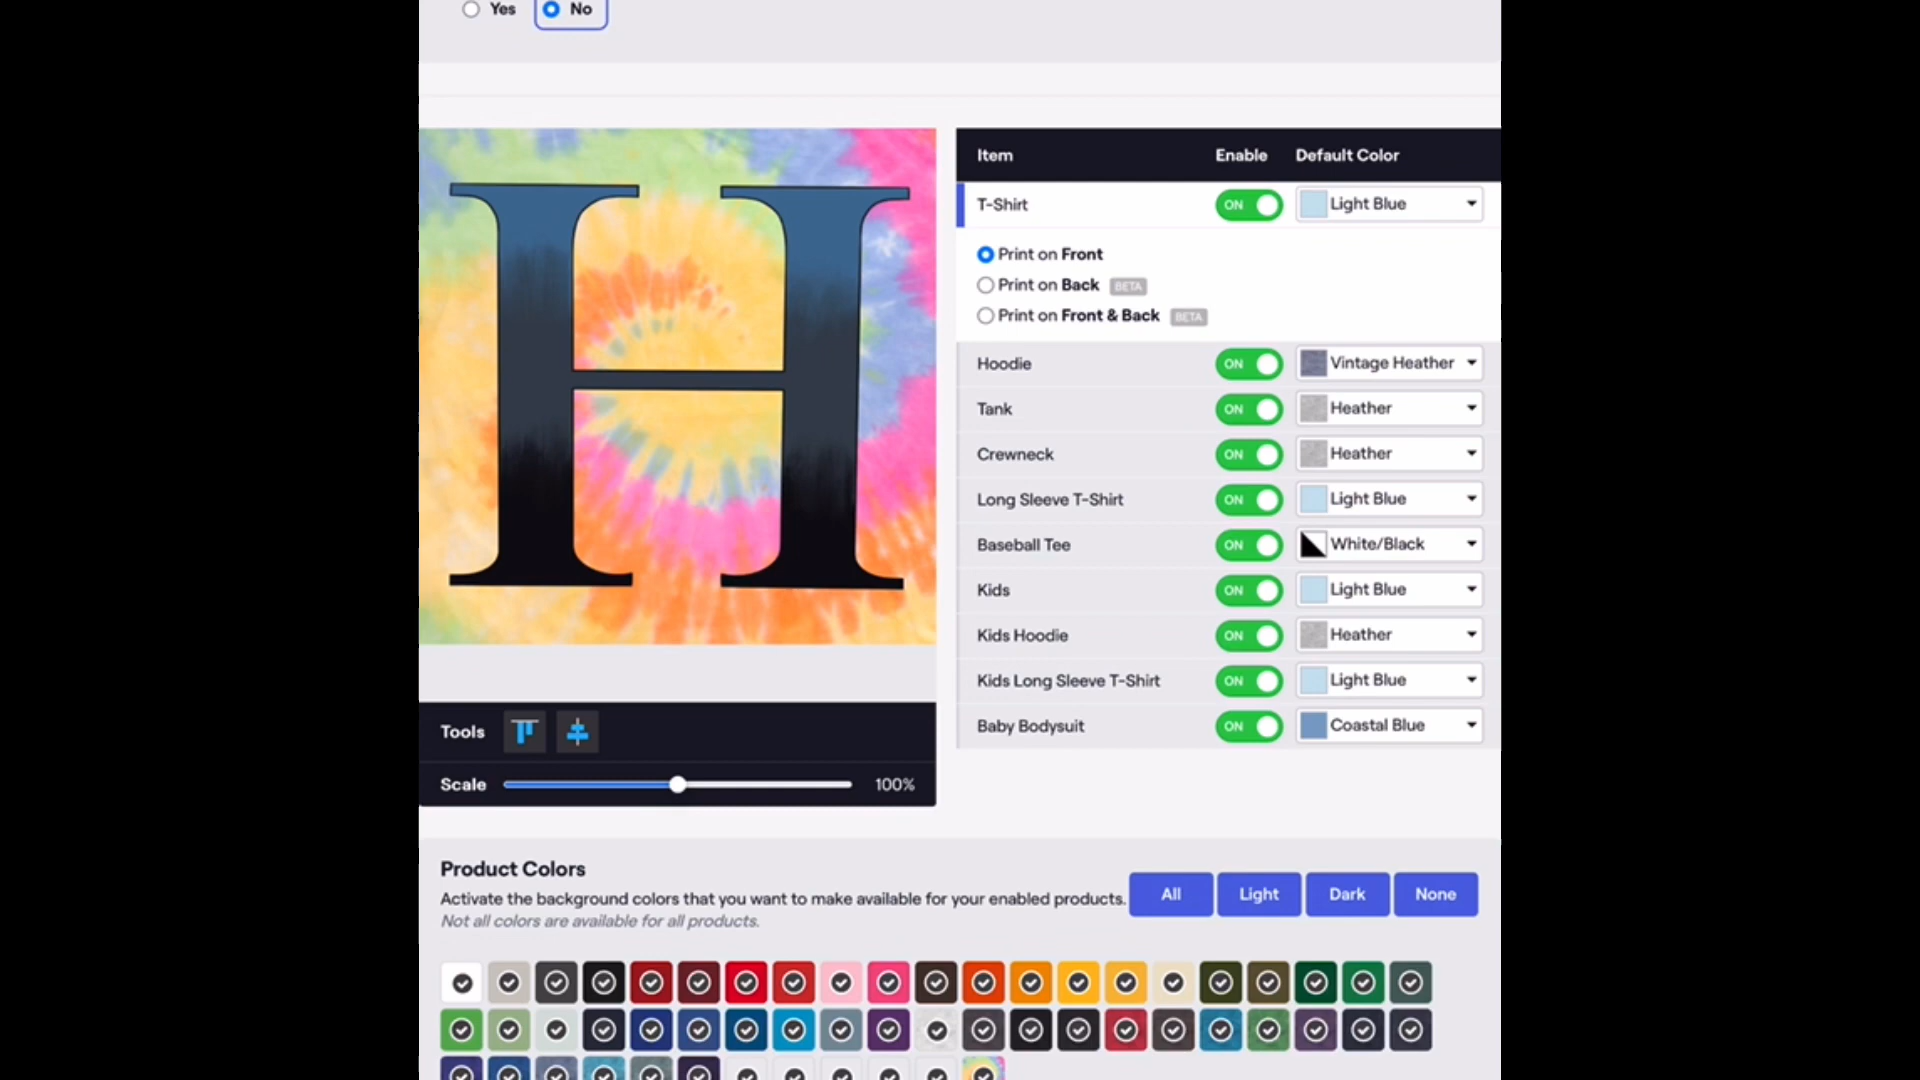 Yes No
H
Item Enable Default Color
T-Shirt ON Light Blue
Print on Front
Print on Back BETA
Print on Front & Back BETA
Hoodie ON Vintage Heather
Tank ON Heather
Crewneck ON Heather
Long Sleeve T-Shirt ON Light Blue
Baseball Tee ON White/Black
Kids ON Light Blue
Kids Hoodie ON Heather
Kids Long Sleeve T-Shirt ON Light Blue
Baby Bodysuit ON Coastal Blue
Tools
Scale 100%
Product Colors
Activate the background colors that you want to make available for your enabled products.
Not all colors are available for all products.
All Light Dark None